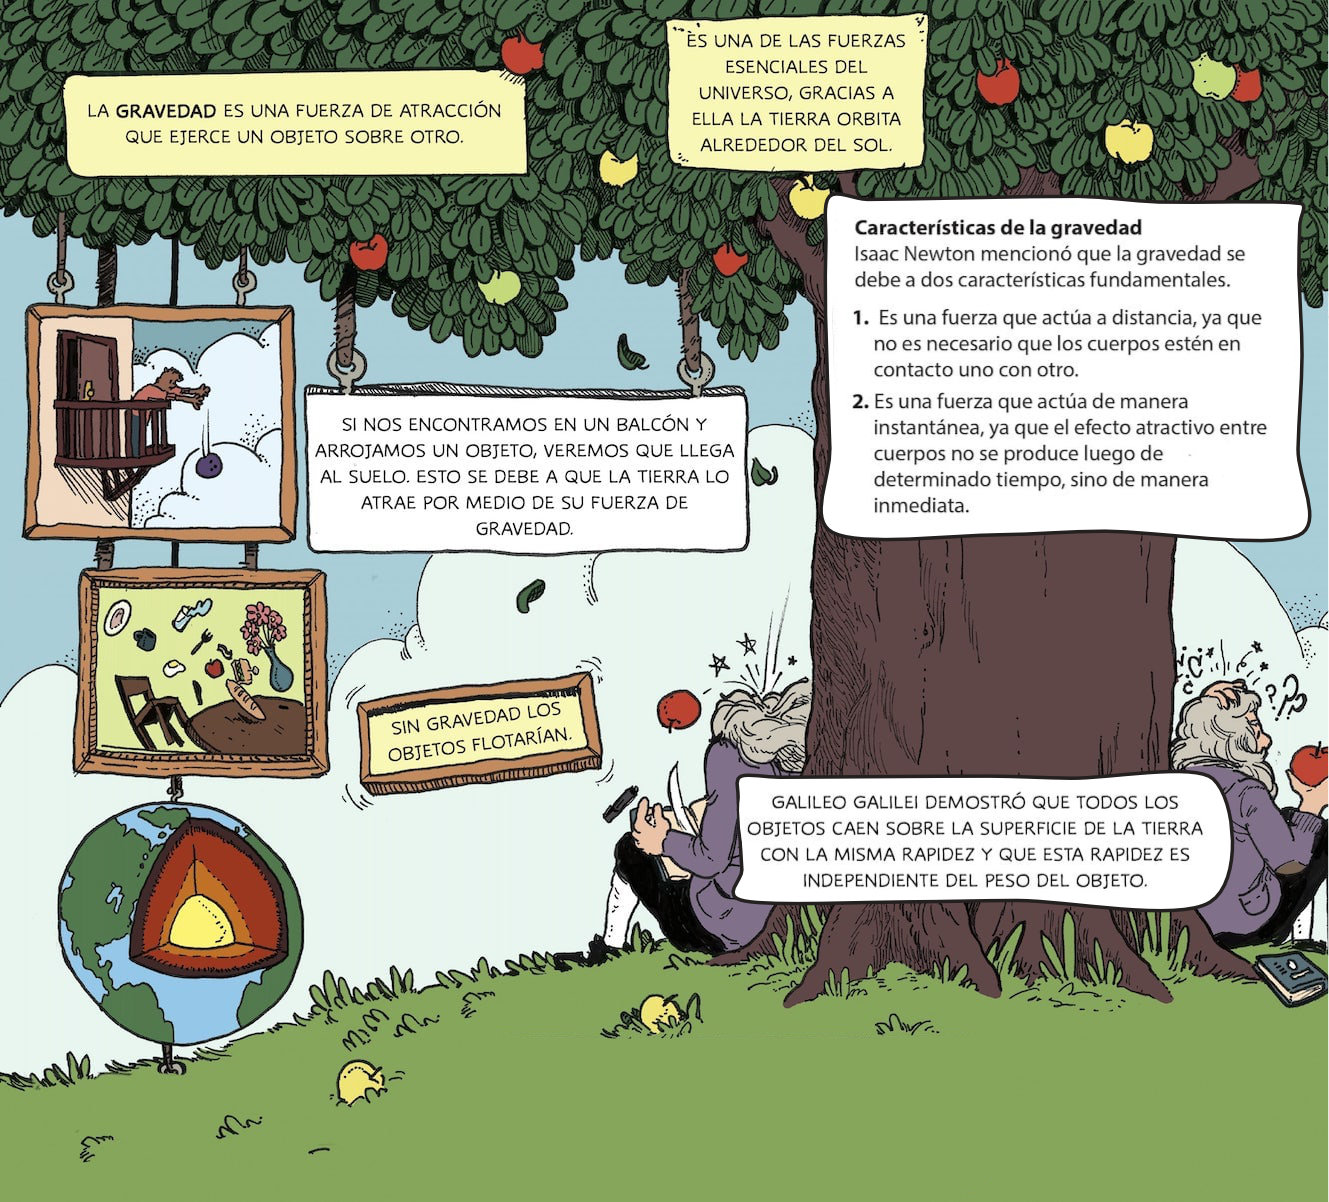 LA GRAVEDAD ES UNA FUERZA DE ATRACCIÓN
QUE EJERCE UN OBJETO SOBRE OTRO.
ES UNA DE LAS FUERZAS
ESENCIALES DEL
UNIVERSO, GRACIAS A
ELLA LA TIERRA ORBITA
ALREDEDOR DEL SOL.
Características de la gravedad
Isaac Newton mencionó que la gravedad se
debe a dos características fundamentales.
1. Es una fuerza que actúa a distancia, ya que
no es necesario que los cuerpos estén en
contacto uno con otro.
2. Es una fuerza que actúa de manera
instantánea, ya que el efecto atractivo entre
cuerpos no se produce luego de
determinado tiempo, sino de manera
inmediata.
SI NOS ENCONTRAMOS EN UN BALCÓN Y
ARROJAMOS UN OBJETO, VEREMOS QUE LLEGA
AL SUELO. ESTO SE DEBE A QUE LA TIERRA LO
ATRAE POR MEDIO DE SU FUERZA DE
GRAVEDAD.
SIN GRAVEDAD LOS
OBJETOS FLOTARÍAN.
GALILEO GALILEI DEMOSTRÓ QUE TODOS LOS
OBJETOS CAEN SOBRE LA SUPERFICIE DE LA TIERRA
CON LA MISMA RAPIDEZ Y QUE ESTA RAPIDEZ ES
INDEPENDIENTE DEL PESO DEL OBJETO.